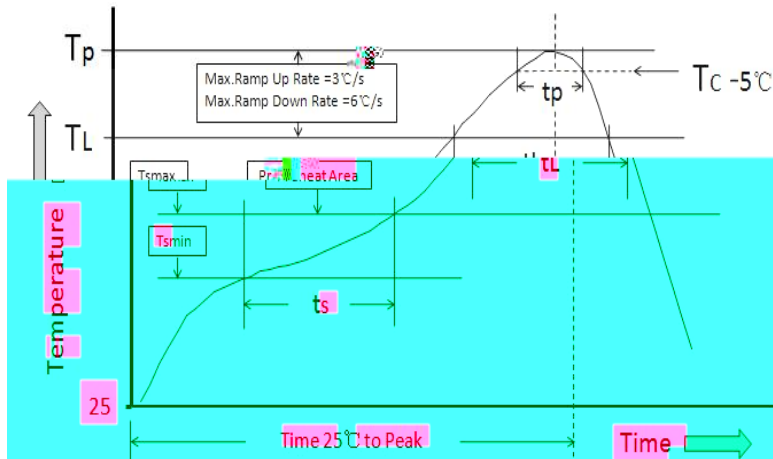 Tp
Max.Ramp Up Rate =3℃/s
Max.Ramp Down Rate =6℃/s
tp
TC -5℃
TL
Tsmax
tL
Area
Temperature
Tsmin
ts
25
Time 25℃ to Peak
Time